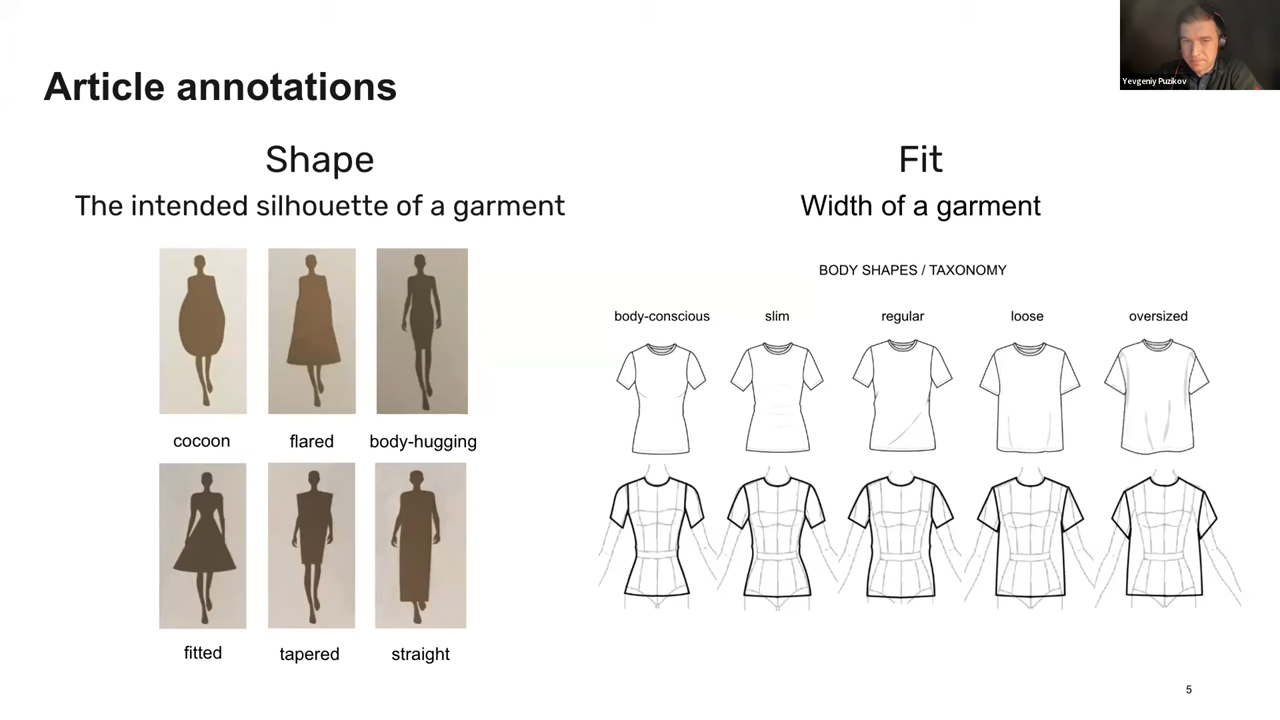 Yevgeniy Puzikov
Article annotations
Shape
The intended silhouette of a garment
cocoon
flared
body-hugging
fitted
tapered
straight
Fit
Width of a garment
BODY SHAPES / TAXONOMY
body-conscious
slim
regular
loose
oversized
5